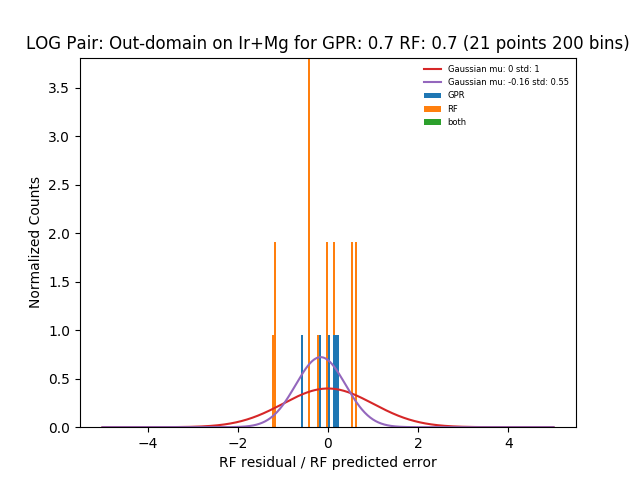 LOG Pair: Out-domain on Ir+Mg for GPR: 0.7 RF: 0.7 (21 points 200 bins)
Gaussian mu: 0 std: 1
Gaussian mu: -0.16 std: 0.55
GPR
RF
both
Normalized Counts
3.5
3.0
2.5
2.0
1.5
1.0
0.5
0.0
−4 −2 0 2 4
RF residual / RF predicted error